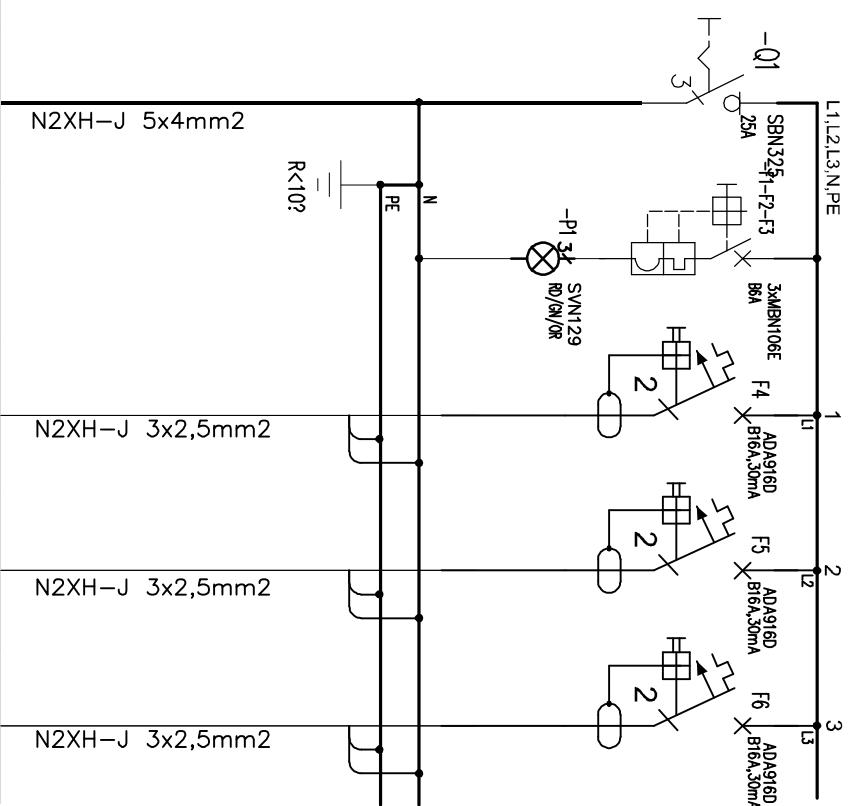 -Q1
3
25A
SBN325
L1,L2,L3,N,PE
N2XH-J 5x4mm2
R<10?
PE
N
-F1-F2-F3
3xMBN106E
B6A
-P1
3
SVN129
RD/GN/OR
F4
2
L1
1
ADA916D
B16A,30mA
N2XH-J 3x2,5mm2
F5
2
L2
2
ADA916D
B16A,30mA
N2XH-J 3x2,5mm2
F6
2
L3
3
ADA916D
B16A,30mA
N2XH-J 3x2,5mm2